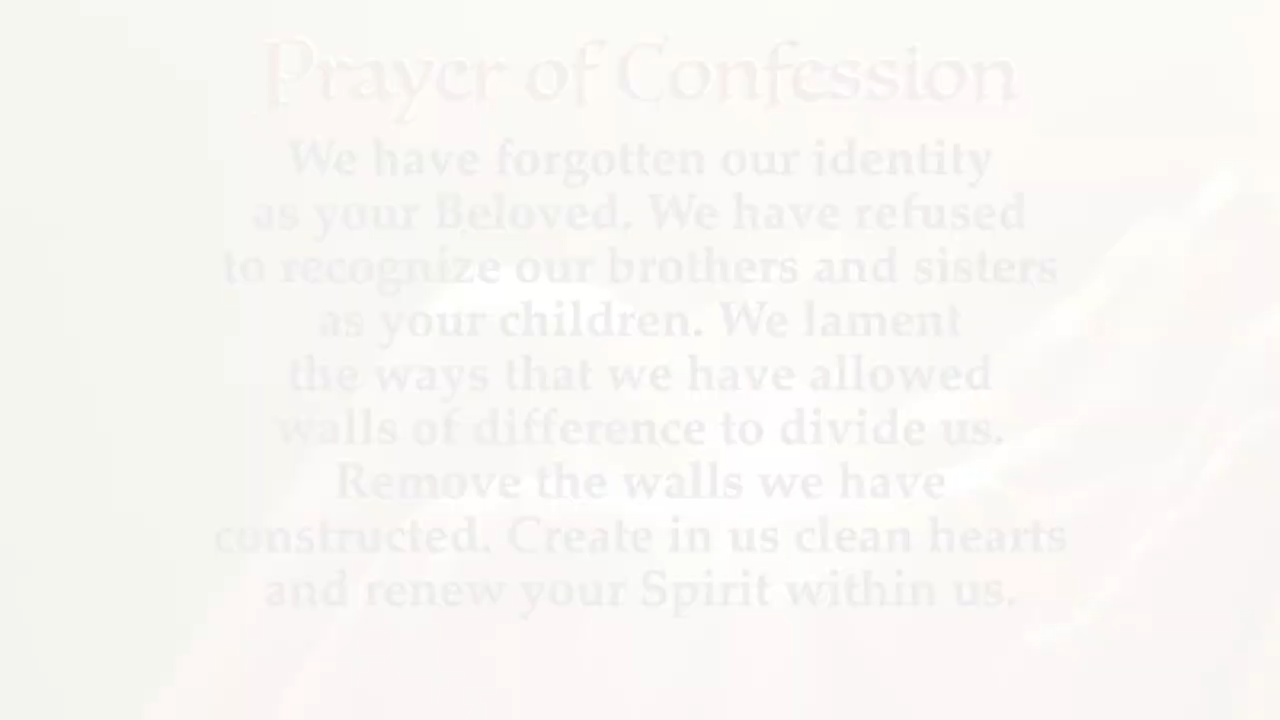 Prayer of Confession
We have forgotten our identity
as your Beloved. We have refused
to recognize our brothers and sisters
as your children. We lament
the ways that we have allowed
walls of difference to divide us.
Remove the walls we have
constructed. Create in us clean hearts
and renew your Spirit within us.